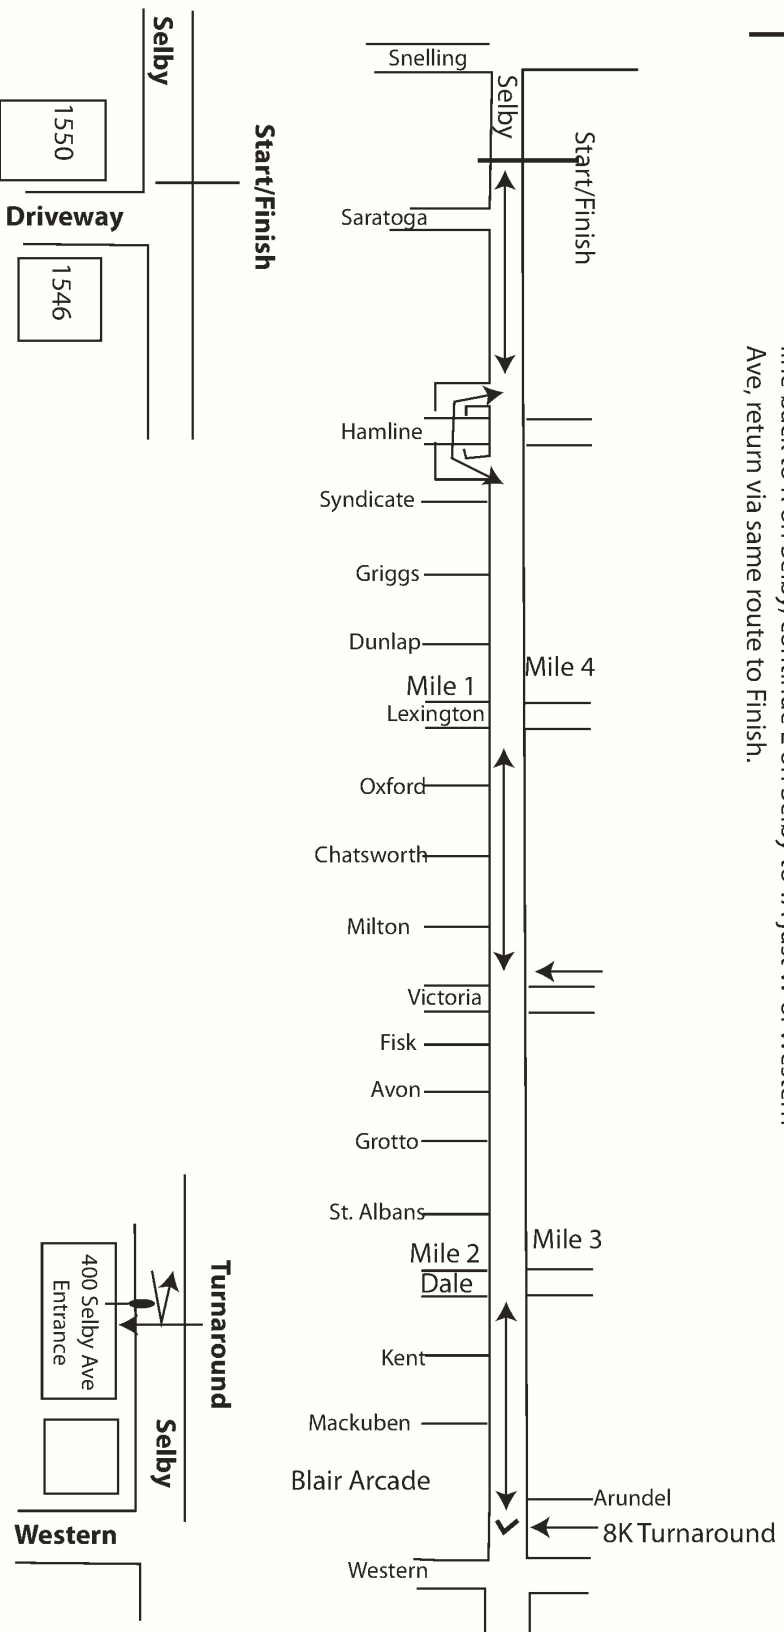 Selby
1550
Driveway
1546
Start/Finish
Snelling
Selby
Start/Finish
Saratoga
Hamline
Syndicate
Griggs
Dunlap
Mile 1
Mile 4
Lexington
Oxford
Chatsworth
Milton
Victoria
Fisk
Avon
Grotto
St. Albans
Mile 2
Mile 3
Dale
Kent
Mackuben
Blair Arcade
Arundel
8K Turnaround
Western
Turnaround
400 Selby Ave
Entrance
Selby
Western
Ave, return via same route to Finish.